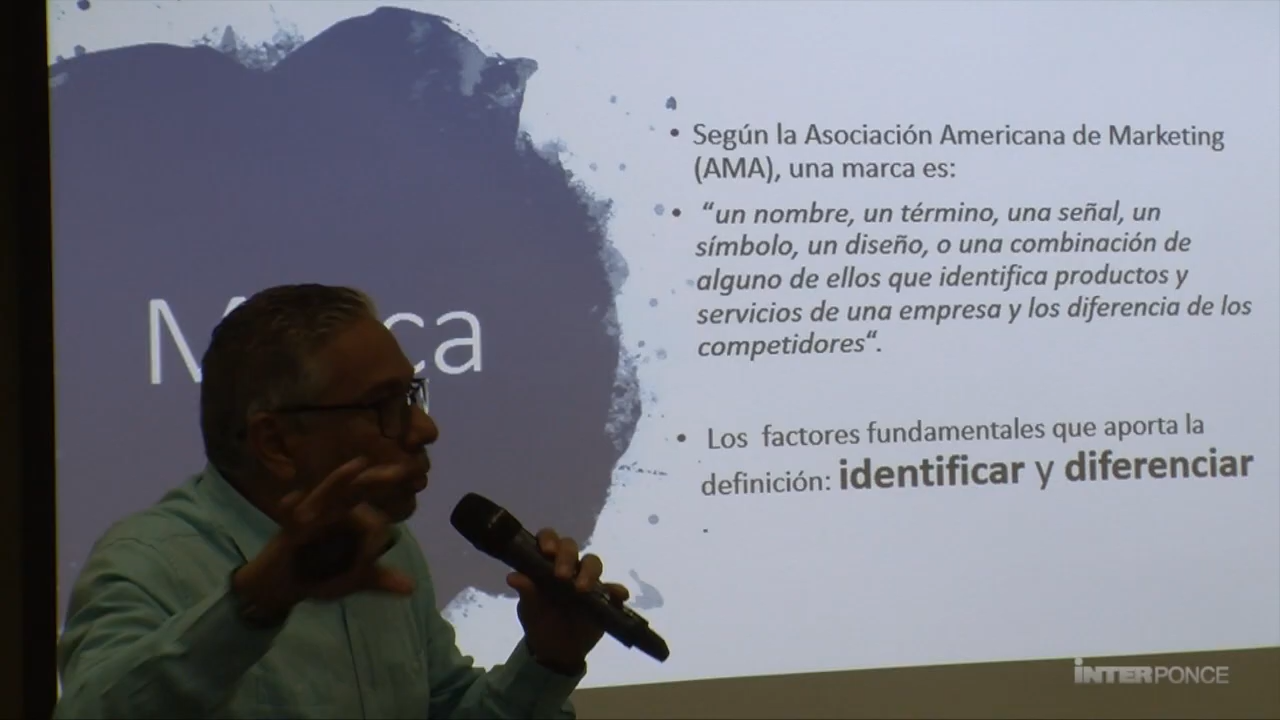 • Según la Asociación Americana de Marketing
(AMA), una marca es:
• “un nombre, un término, una señal, un
símbolo, un diseño, o una combinación de
alguno de ellos que identifica productos y
servicios de una empresa y los diferencia de los
competidores“.
• Los factores fundamentales que aporta la
definición: identificar y diferenciar
.
INTERPONCE